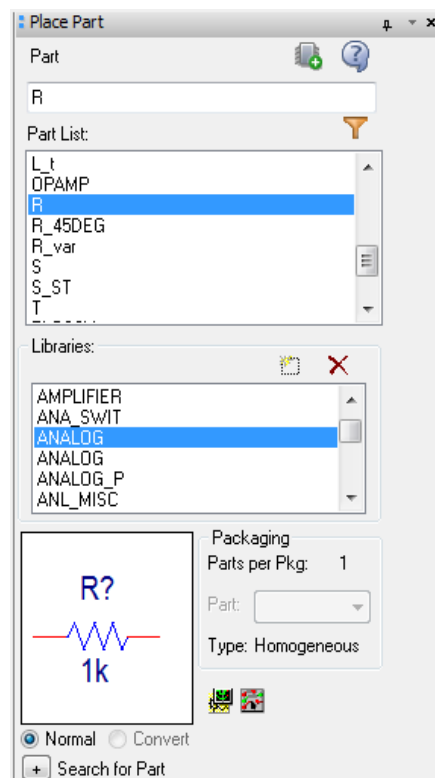 Place Part
Part
R
Part List:
L_t
OPAMP
R
R_45DEG
R_var
S
S_ST
T
Libraries:
AMPLIFIER
ANA_SWIT
ANALOG
ANALOG
ANALOG_P
ANL_MISC
R?
1k
Packaging
Parts per Pkg: 1
Part:
Type: Homogeneous
Normal Convert
+ Search for Part